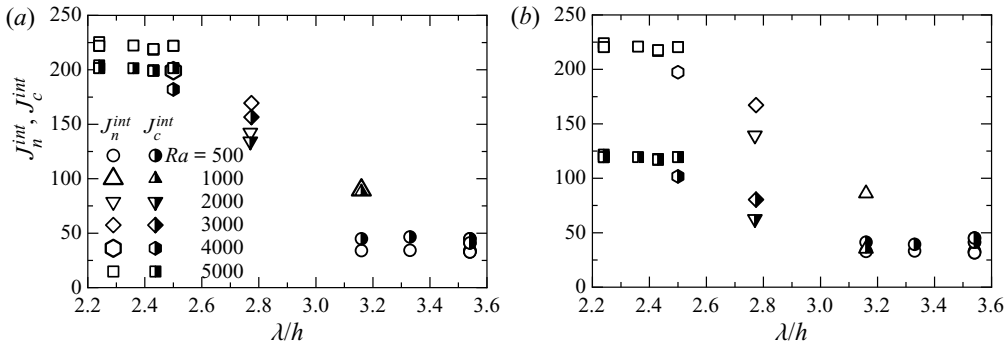 (a)
250
200
150
100
50
0
J_n^int, J_c^int
J_n^int J_c^int
Ra = 500
1000
2000
3000
4000
5000
2.2 2.4 2.6 2.8 3.0 3.2 3.4 3.6
λ/h
(b)
250
200
150
100
50
0
2.2 2.4 2.6 2.8 3.0 3.2 3.4 3.6
λ/h